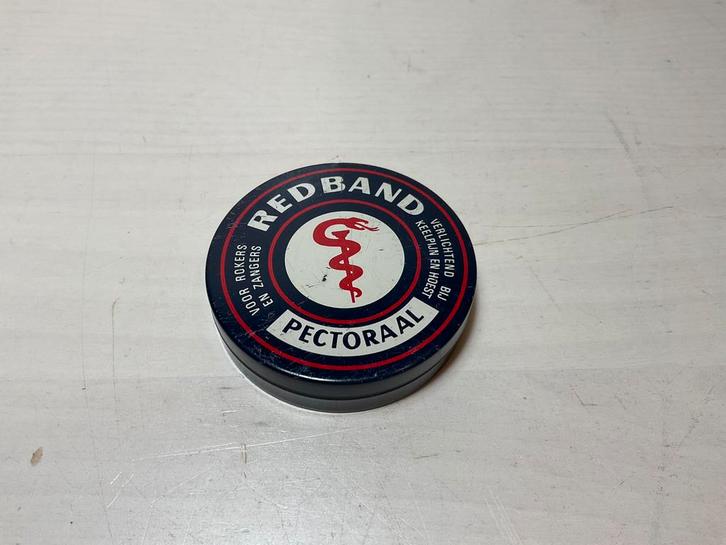 REDBAND
VOOR ROKERS
EN ZANGERS
VERLICHTEND BIJ
KEELPIJN EN HOEST
PECTORAAL